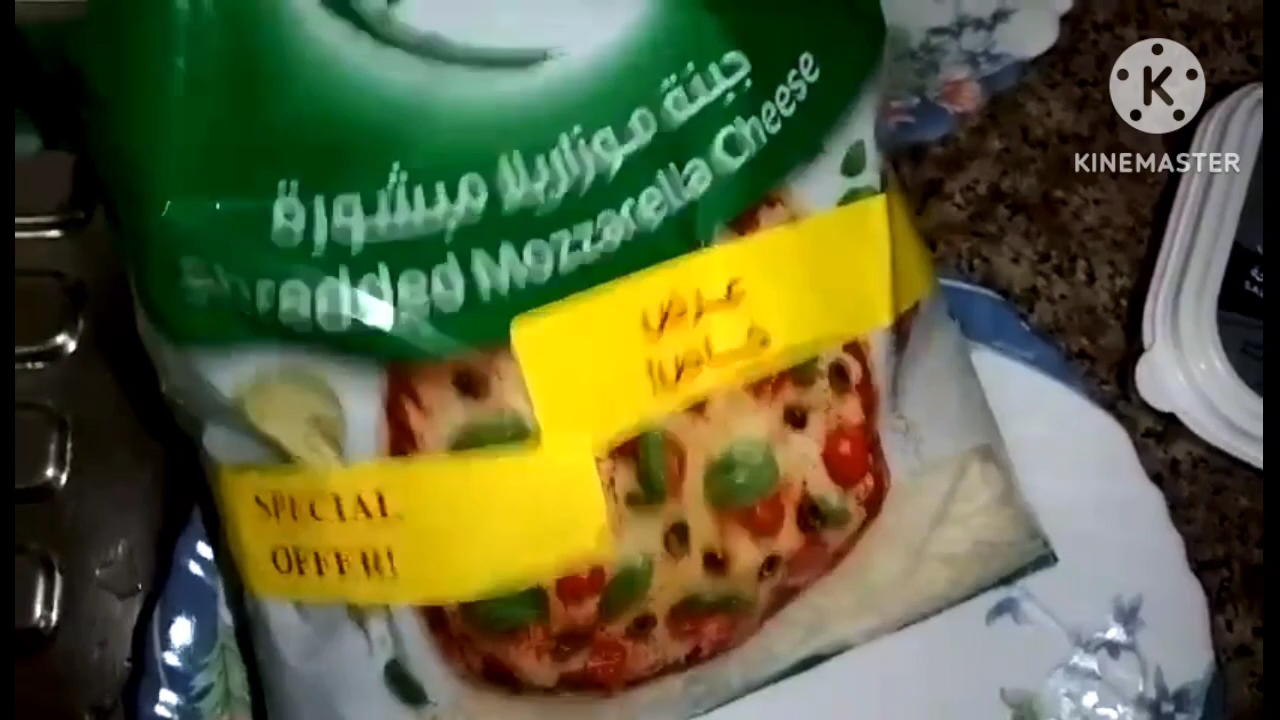 جبنة موزاريلا مبشورة
Shredded Mozzarella Cheese
عرض
خاص!
SPECIAL
OFFER!
KINEMASTER